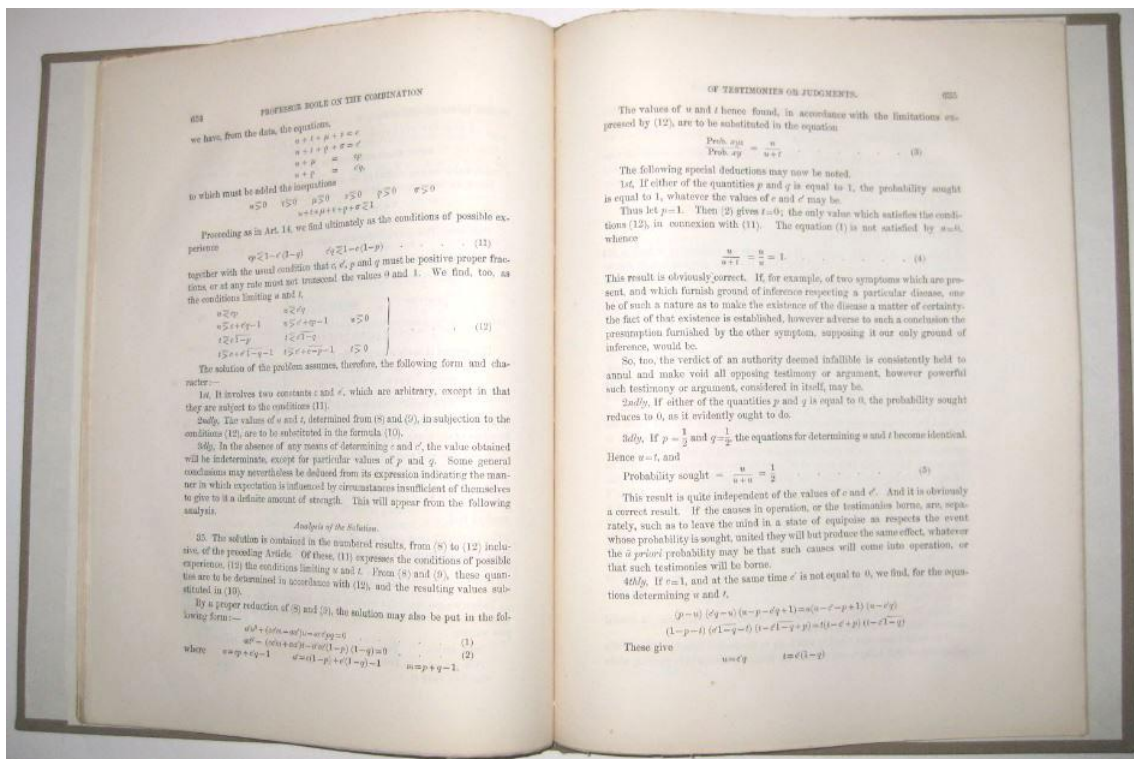 634
PROFESSOR BOOLE ON THE COMBINATION
we have, from the data, the equations,
to which must be added the inequations
Proceeding as in Art. 14, we find ultimately as the conditions of possible ex-
perience (11)
together with the usual condition that c, c′, p and q must be positive proper frac-
tions, or at any rate must not transcend the values 0 and 1. We find, too, as
the conditions limiting u and t,
(12)
The solution of the problem assumes, therefore, the following form and cha-
racter:—
1st, It involves two constants c and c′, which are arbitrary, except in that
they are subject to the conditions (11).
2ndly, The values of u and t, determined from (8) and (9), in subjection to the
conditions (12), are to be substituted in the formula (10).
3dly, In the absence of any means of determining c and c′, the value obtained
will be indeterminate, except for particular values of p and q. Some general
conclusions may nevertheless be deduced from its expression indicating the man-
ner in which expectation is influenced by circumstances insufficient of themselves
to give to it a definite amount of strength. This will appear from the following
analysis.
Analysis of the Solution.
35. The solution is contained in the numbered results, from (8) to (12) inclu-
sive, of the preceding Article. Of these, (11) expresses the conditions of possible
experience, (12) the conditions limiting u and t. From (8) and (9), these quan-
tities are to be determined in accordance with (12), and the resulting values sub-
stituted in (10).
By a proper reduction of (8) and (9), the solution may also be put in the fol-
lowing form:—
(1)
(2)
where m=p+q-1.
OF TESTIMONIES OR JUDGMENTS.
635
The values of u and t hence found, in accordance with the limitations ex-
pressed by (12), are to be substituted in the equation
Prob. xyz / Prob. xy = u / u+t (3)
The following special deductions may now be noted.
1st, If either of the quantities p and q is equal to 1, the probability sought
is equal to 1, whatever the values of c and c′ may be.
Thus let p=1. Then (2) gives t=0; the only value which satisfies the condi-
tions (12), in connexion with (11). The equation (1) is not satisfied by u=0,
whence
u / u+t = u / u = 1. (4)
This result is obviously correct. If, for example, of two symptoms which are pre-
sent, and which furnish ground of inference respecting a particular disease, one
be of such a nature as to make the existence of the disease a matter of certainty,
the fact of that existence is established, however adverse to such a conclusion the
presumption furnished by the other symptom, supposing it our only ground of
inference, would be.
So, too, the verdict of an authority deemed infallible is consistently held to
annul and make void all opposing testimony or argument, however powerful
such testimony or argument, considered in itself, may be.
2ndly, If either of the quantities p and q is equal to 0, the probability sought
reduces to 0, as it evidently ought to do.
3dly, If p = 1/2 and q = 1/2, the equations for determining u and t become identical.
Hence u=t, and
Probability sought = u / u+u = 1/2 (5)
This result is quite independent of the values of c and c′. And it is obviously
a correct result. If the causes in operation, or the testimonies borne, are, sepa-
rately, such as to leave the mind in a state of equipoise as respects the event
whose probability is sought, united they will but produce the same effect, whatever
the à priori probability may be that such causes will come into operation, or
that such testimonies will be borne.
4thly, If c=1, and at the same time c′ is not equal to 0, we find, for the equa-
tions determining u and t,
(p-u) (c′q-u) (u-p-c′q+1)=u(u-c′-p+1) (u-c′q)
These give
u=c′q t=c′(1-q)